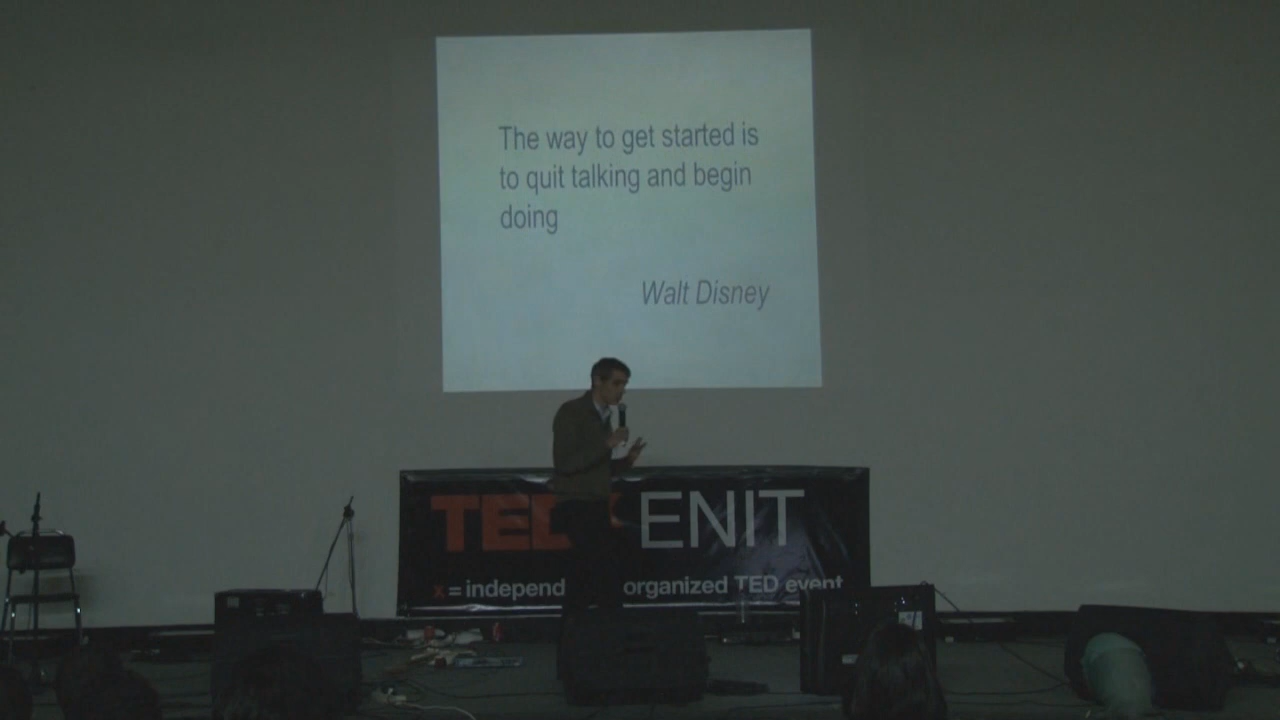 The way to get started is
to quit talking and begin
doing
Walt Disney
TEDx ENIT
x = independ organized TED event